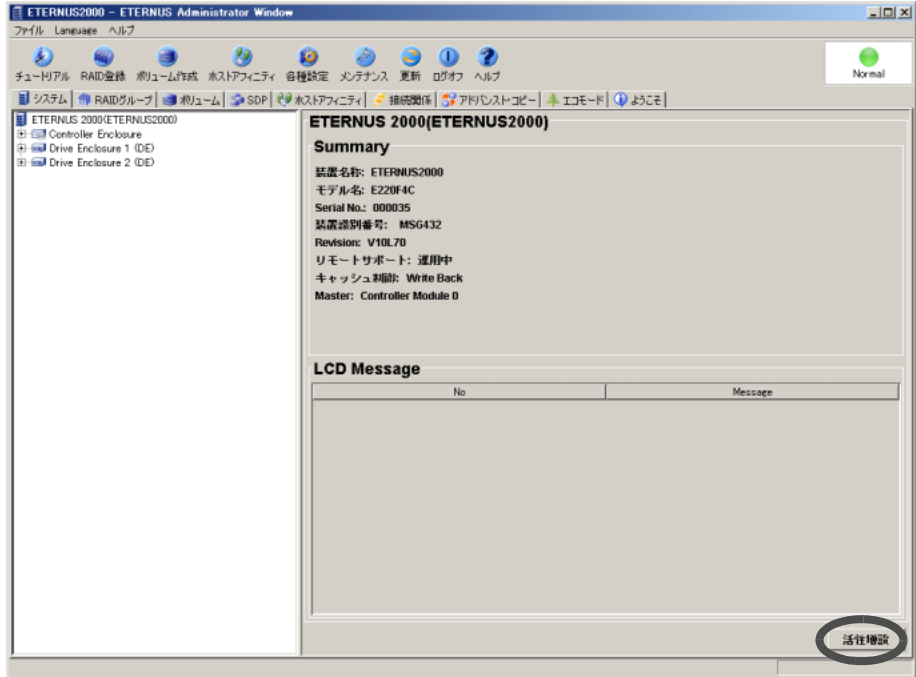 ETERNUS2000 - ETERNUS Administrator Window
ファイル Language ヘルプ
チュートリアル RAID登録 ボリューム作成 ホストアフィニティ 各種設定 メンテナンス 更新 ログオフ ヘルプ
Normal
システム RAIDグループ ボリューム SDP ホストアフィニティ 接続関係 アドバンスト・コピー エコモード ようこそ
ETERNUS 2000(ETERNUS2000)
Controller Enclosure
Drive Enclosure 1 (DE)
Drive Enclosure 2 (DE)
ETERNUS 2000(ETERNUS2000)
Summary
装置名称: ETERNUS2000
モデル名: E220F4C
Serial No.: 000035
装置識別番号: MSG432
Revision: V10L70
リモートサポート: 運用中
キャッシュ制御: Write Back
Master: Controller Module 0
LCD Message
No Message
活性増設